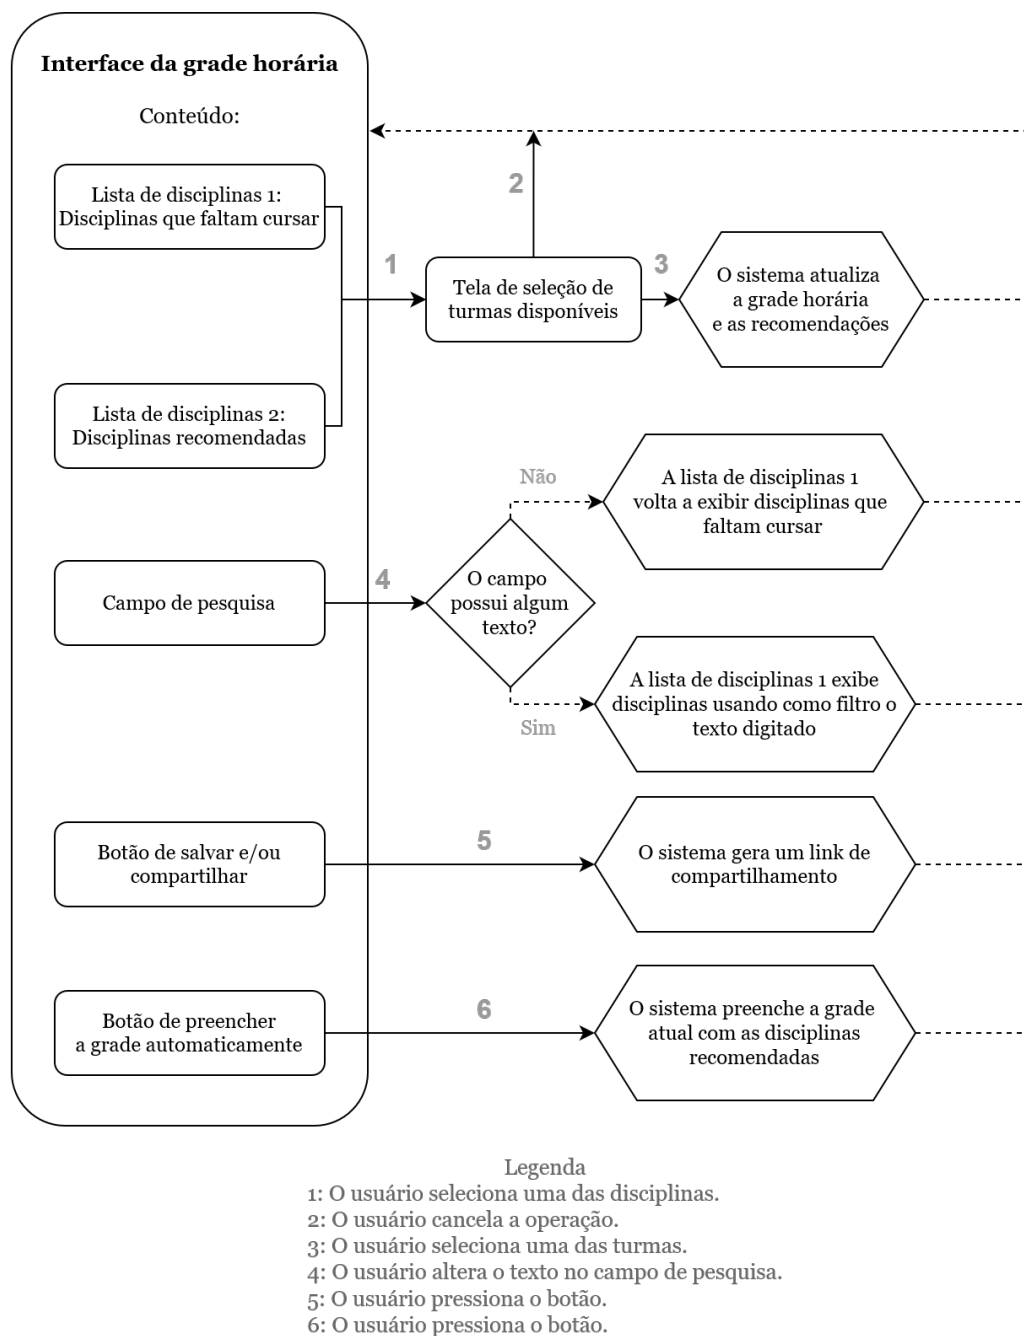 Interface da grade horária
Conteúdo:
Lista de disciplinas 1:
Disciplinas que faltam cursar
1
Tela de seleção de
turmas disponíveis
2
3
O sistema atualiza
a grade horária
e as recomendações
Lista de disciplinas 2:
Disciplinas recomendadas
Campo de pesquisa
4
O campo
possui algum
texto?
Não
A lista de disciplinas 1
volta a exibir disciplinas que
faltam cursar
Sim
A lista de disciplinas 1 exibe
disciplinas usando como filtro o
texto digitado
Botão de salvar e/ou
compartilhar
5
O sistema gera um link de
compartilhamento
Botão de preencher
a grade automaticamente
6
O sistema preenche a grade
atual com as disciplinas
recomendadas
Legenda
1: O usuário seleciona uma das disciplinas.
2: O usuário cancela a operação.
3: O usuário seleciona uma das turmas.
4: O usuário altera o texto no campo de pesquisa.
5: O usuário pressiona o botão.
6: O usuário pressiona o botão.